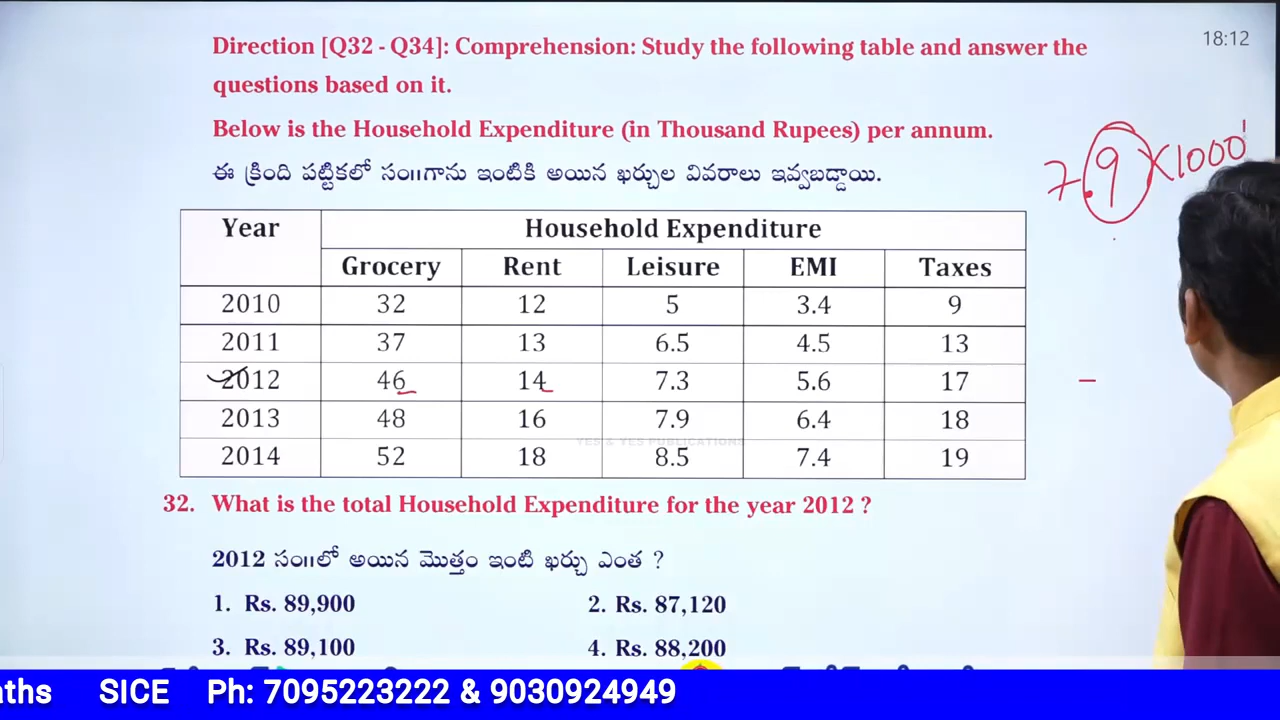 18:12
Direction [Q32 - Q34]: Comprehension: Study the following table and answer the
questions based on it.
Below is the Household Expenditure (in Thousand Rupees) per annum.
ఈ క్రింది పట్టికలో సం॥గాను ఇంటికి అయిన ఖర్చుల వివరాలు ఇవ్వబడ్డాయి.
7.9 × 1000
Year Household Expenditure
Grocery Rent Leisure EMI Taxes
2010 32 12 5 3.4 9
2011 37 13 6.5 4.5 13
2012 46 14 7.3 5.6 17
2013 48 16 7.9 6.4 18
YES & YES PUBLICATIONS
2014 52 18 8.5 7.4 19
32. What is the total Household Expenditure for the year 2012 ?
2012 సం॥లో అయిన మొత్తం ఇంటి ఖర్చు ఎంత ?
1. Rs. 89,900 2. Rs. 87,120
3. Rs. 89,100 4. Rs. 88,200
aths SICE Ph: 7095223222 & 9030924949